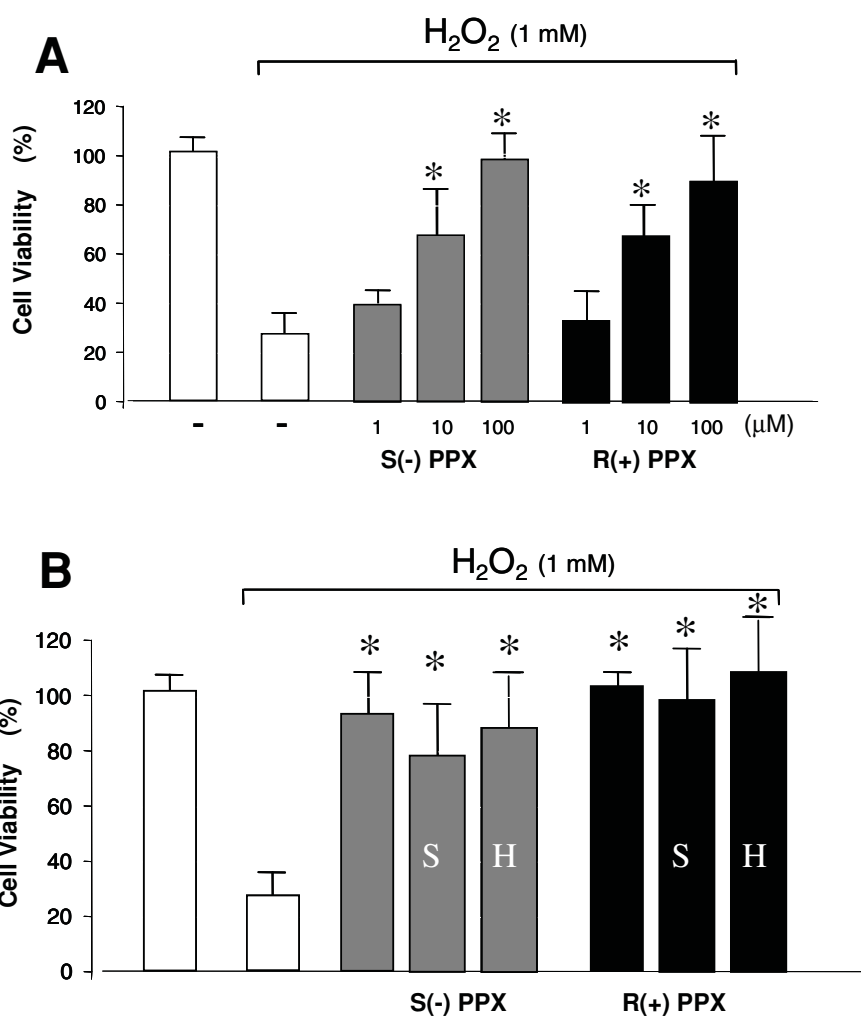 A
H₂O₂ (1 mM)
Cell Viability (%)
120
100
80
60
40
20
0
* * * *
- - 1 10 100 1 10 100 (μM)
S(-) PPX R(+) PPX
B
H₂O₂ (1 mM)
Cell Viability (%)
120
100
80
60
40
20
0
* * * * * *
S H S H
S(-) PPX R(+) PPX